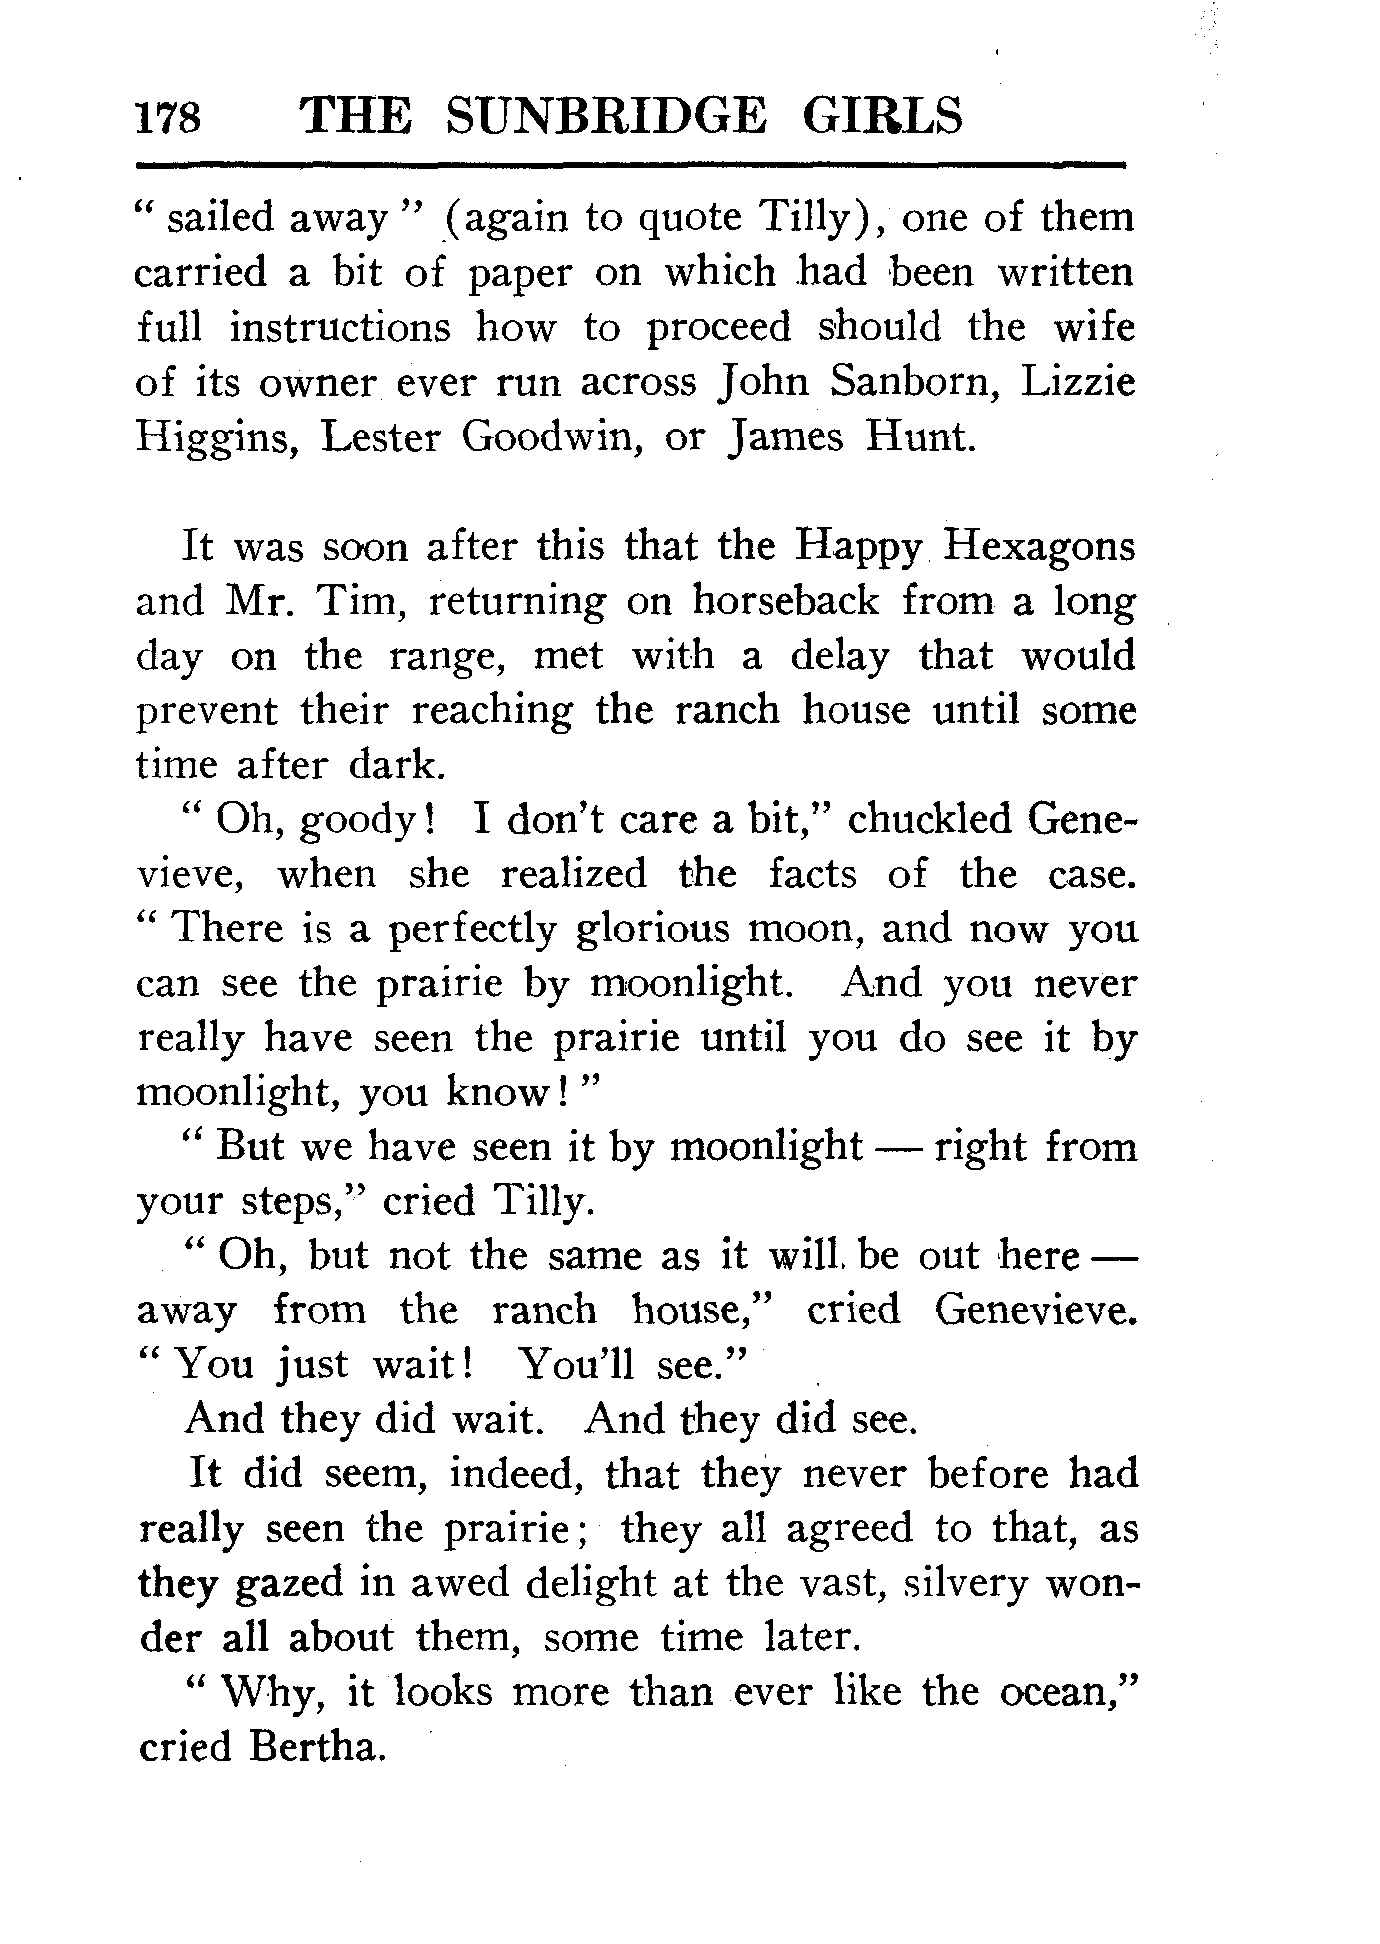 178 THE SUNBRIDGE GIRLS
" sailed away " (again to quote Tilly), one of them
carried a bit of paper on which had been written
full instructions how to proceed should the wife
of its owner ever run across John Sanborn, Lizzie
Higgins, Lester Goodwin, or James Hunt.
It was soon after this that the Happy Hexagons
and Mr. Tim, returning on horseback from a long
day on the range, met with a delay that would
prevent their reaching the ranch house until some
time after dark.
" Oh, goody! I don't care a bit," chuckled Gene-
vieve, when she realized the facts of the case.
" There is a perfectly glorious moon, and now you
can see the prairie by moonlight. And you never
really have seen the prairie until you do see it by
moonlight, you know! "
" But we have seen it by moonlight — right from
your steps," cried Tilly.
" Oh, but not the same as it will be out here —
away from the ranch house," cried Genevieve.
" You just wait! You'll see."
And they did wait. And they did see.
It did seem, indeed, that they never before had
really seen the prairie; they all agreed to that, as
they gazed in awed delight at the vast, silvery won-
der all about them, some time later.
" Why, it looks more than ever like the ocean,"
cried Bertha.